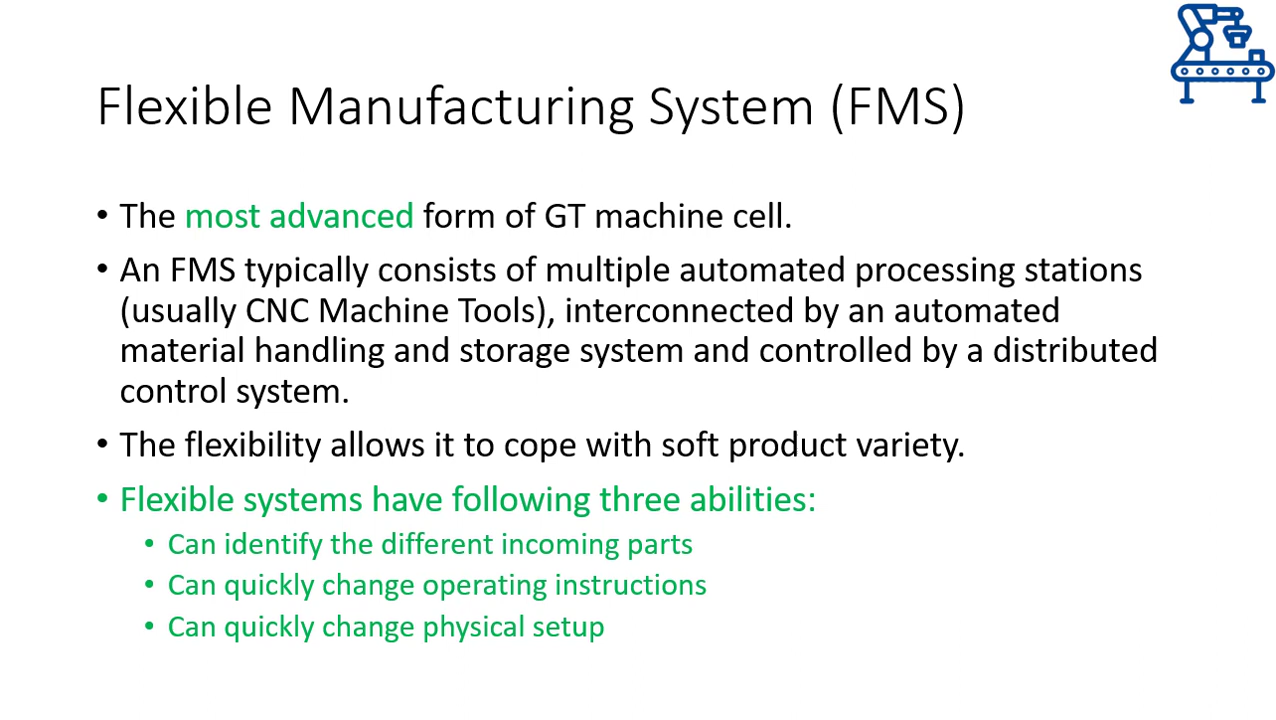 Flexible Manufacturing System (FMS)
• The most advanced form of GT machine cell.
• An FMS typically consists of multiple automated processing stations
(usually CNC Machine Tools), interconnected by an automated
material handling and storage system and controlled by a distributed
control system.
• The flexibility allows it to cope with soft product variety.
• Flexible systems have following three abilities:
• Can identify the different incoming parts
• Can quickly change operating instructions
• Can quickly change physical setup